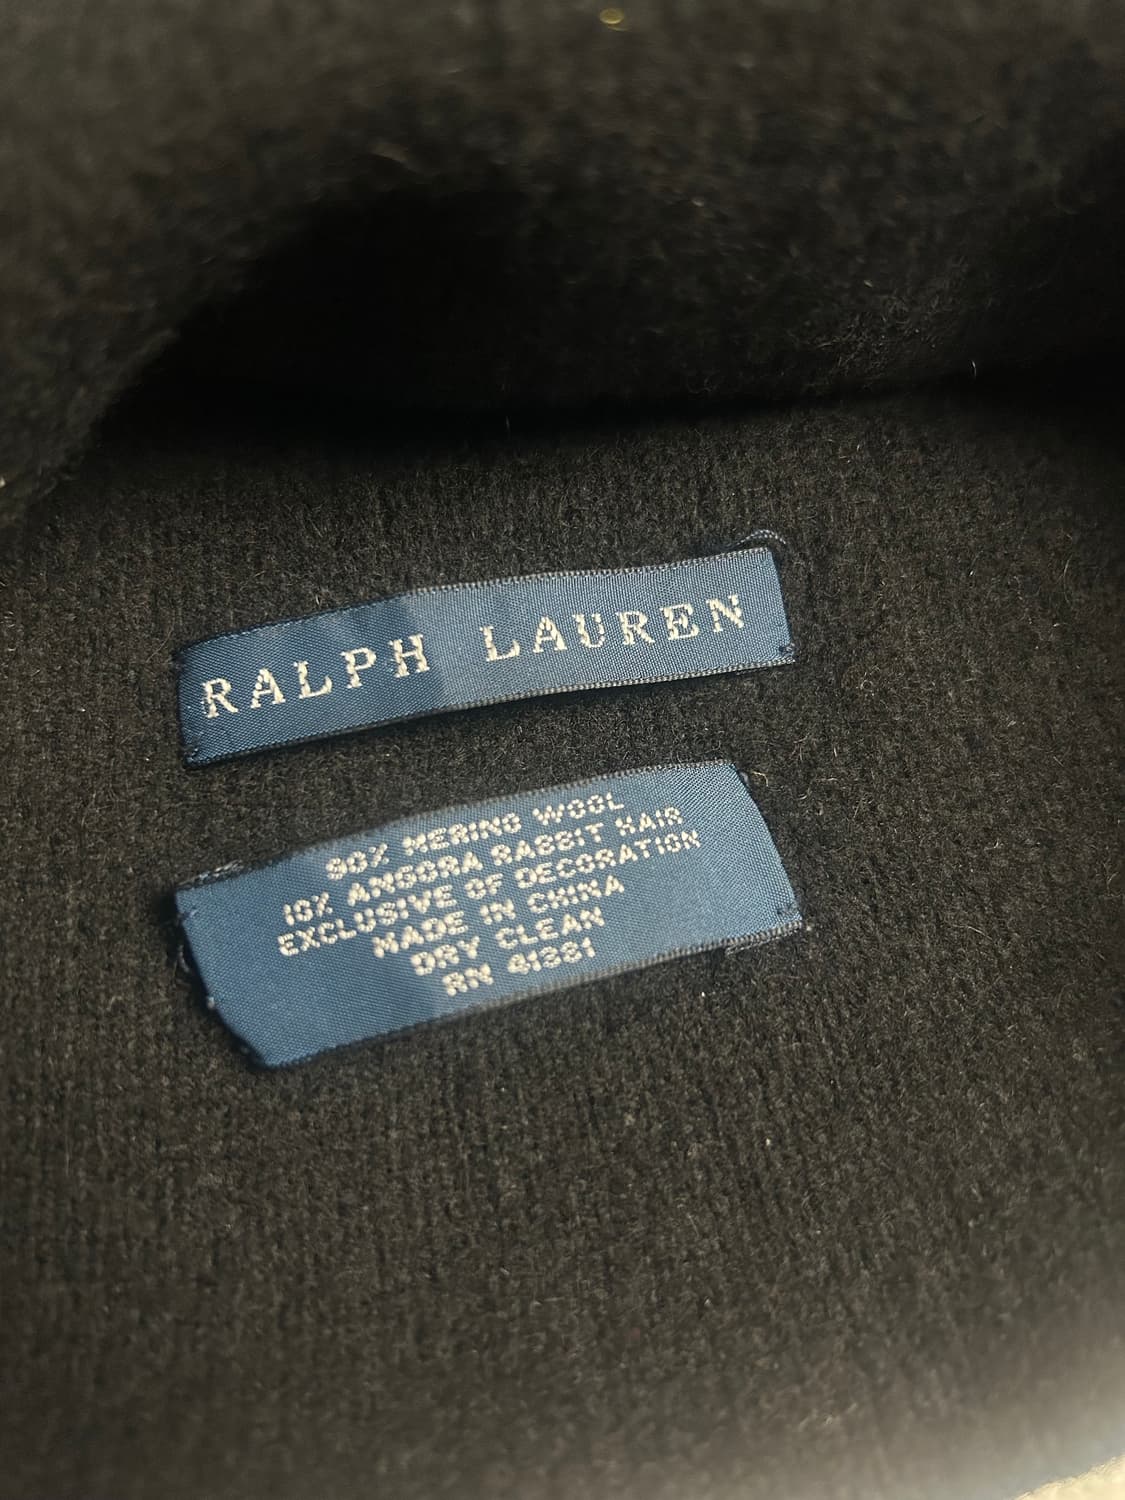 RALPH LAUREN
90% MERINO WOOL
10% ANGORA RABBIT HAIR
EXCLUSIVE OF DECORATION
MADE IN CHINA
DRY CLEAN
RN 41381